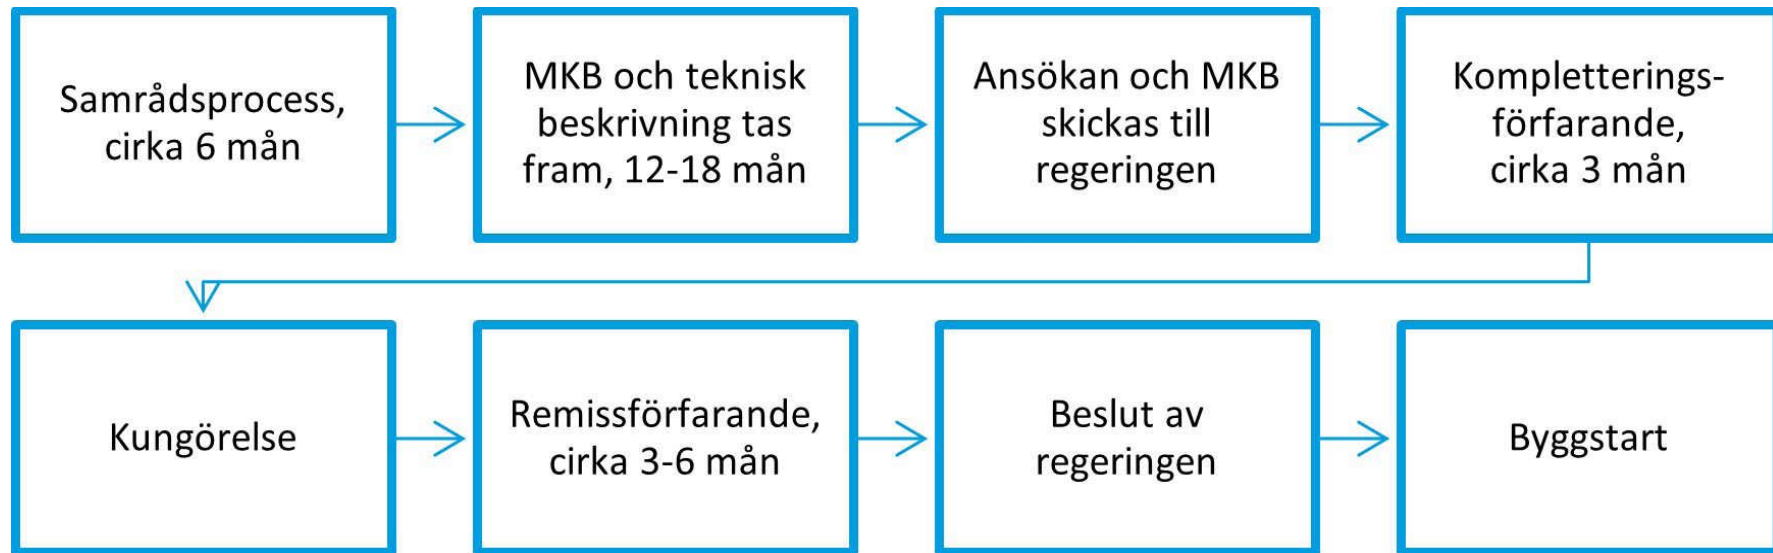 Samrådsprocess,
cirka 6 mån
MKB och teknisk
beskrivning tas
fram, 12-18 mån
Ansökan och MKB
skickas till
regeringen
Kompletterings-
förfarande,
cirka 3 mån
Kungörelse
Remissförfarande,
cirka 3-6 mån
Beslut av
regeringen
Byggstart